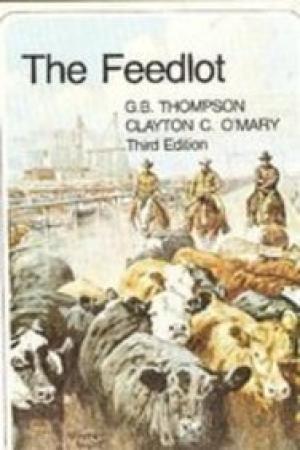 The Feedlot
G.B. THOMPSON
CLAYTON C. O'MARY
Third Edition